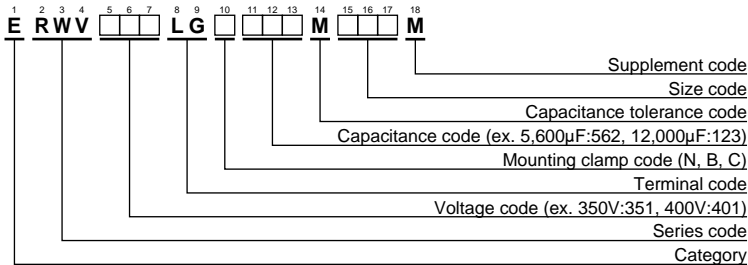 1 2 3 4 5 6 7 8 9 10 11 12 13 14 15 16 17 18
E R W V L G M M
Supplement code
Size code
Capacitance tolerance code
Capacitance code (ex. 5,600µF:562, 12,000µF:123)
Mounting clamp code (N, B, C)
Terminal code
Voltage code (ex. 350V:351, 400V:401)
Series code
Category